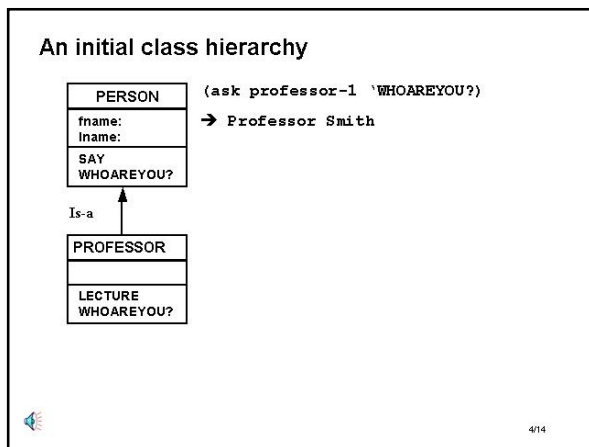 An initial class hierarchy
PERSON
fname:
lname:
SAY
WHOAREYOU?
Is-a
PROFESSOR
LECTURE
WHOAREYOU?
(ask professor-1 `WHOAREYOU?)
➔ Professor Smith
4/14